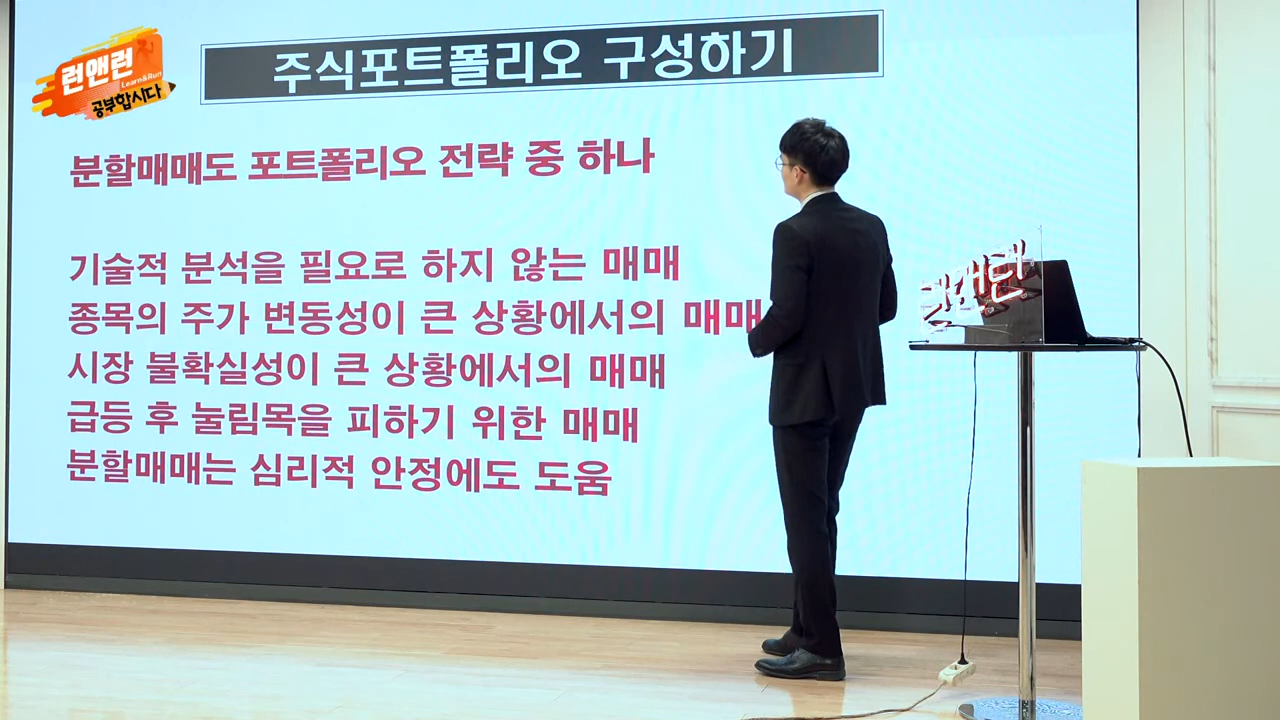 런앤런
Learn&Run
공부합시다
주식포트폴리오 구성하기
분할매매도 포트폴리오 전략 중 하나
기술적 분석을 필요로 하지 않는 매매
종목의 주가 변동성이 큰 상황에서의 매매
시장 불확실성이 큰 상황에서의 매매
급등 후 눌림목을 피하기 위한 매매
분할매매는 심리적 안정에도 도움
런앤런